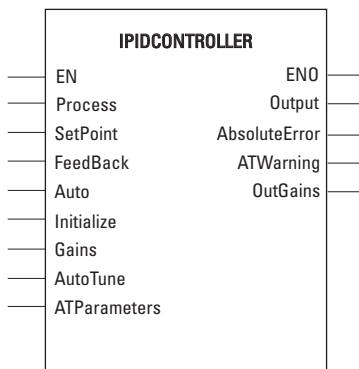 IPIDCONTROLLER
EN ENO
Process Output
SetPoint AbsoluteError
FeedBack ATWarning
Auto OutGains
Initialize
Gains
AutoTune
ATParameters